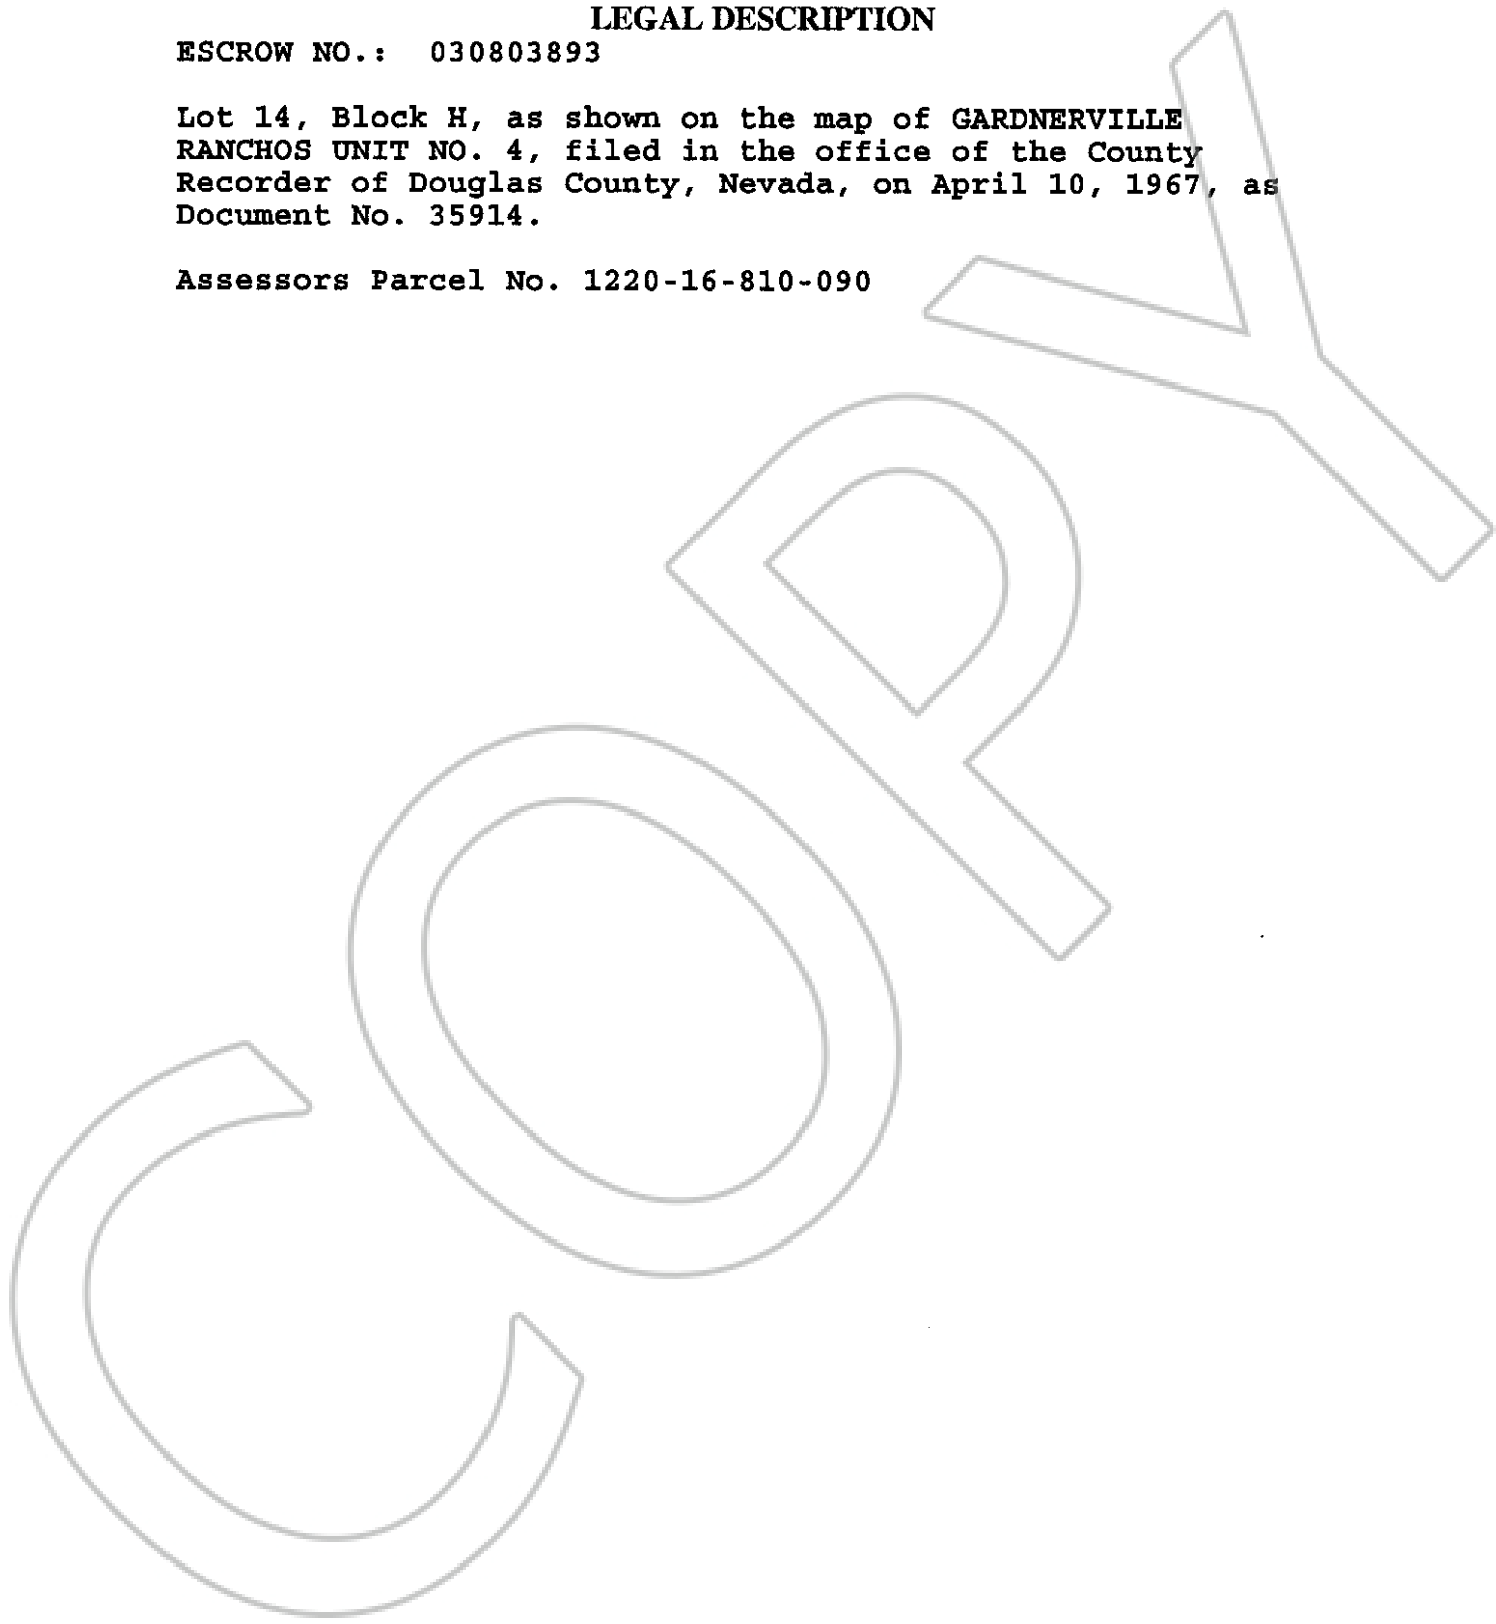 LEGAL DESCRIPTION
ESCROW NO.: 030803893
Lot 14, Block H, as shown on the map of GARDNERVILLE
RANCHOS UNIT NO. 4, filed in the office of the County
Recorder of Douglas County, Nevada, on April 10, 1967, as
Document No. 35914.
Assessors Parcel No. 1220-16-810-090
COPY